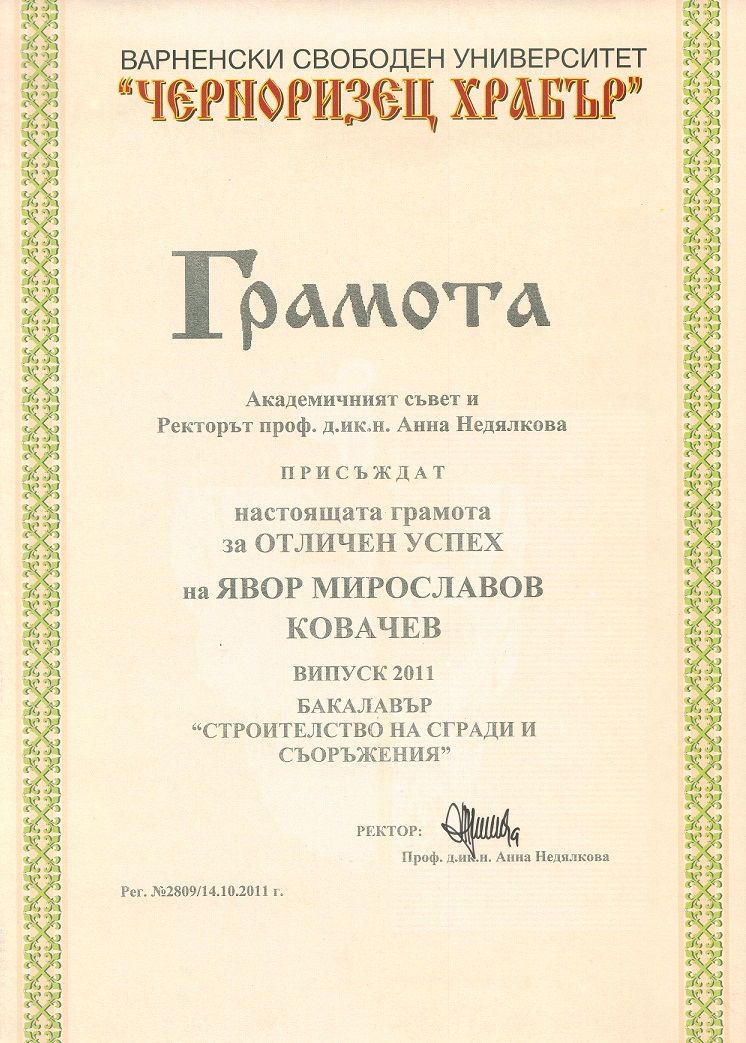 ВАРНЕНСКИ СВОБОДЕН УНИВЕРСИТЕТ
“ЧЕРНОРИЗЕЦ ХРАБЪР”
Грамота
Академичният съвет и
Ректорът проф. д.ик.н. Анна Недялкова
ПРИСЪЖДАТ
настоящата грамота
за ОТЛИЧЕН УСПЕХ
на ЯВОР МИРОСЛАВОВ
КОВАЧЕВ
ВИПУСК 2011
БАКАЛАВЪР
“СТРОИТЕЛСТВО НА СГРАДИ И
СЪОРЪЖЕНИЯ”
РЕКТОР:
Проф. д.ик.н. Анна Недялкова
Рег. №2809/14.10.2011 г.